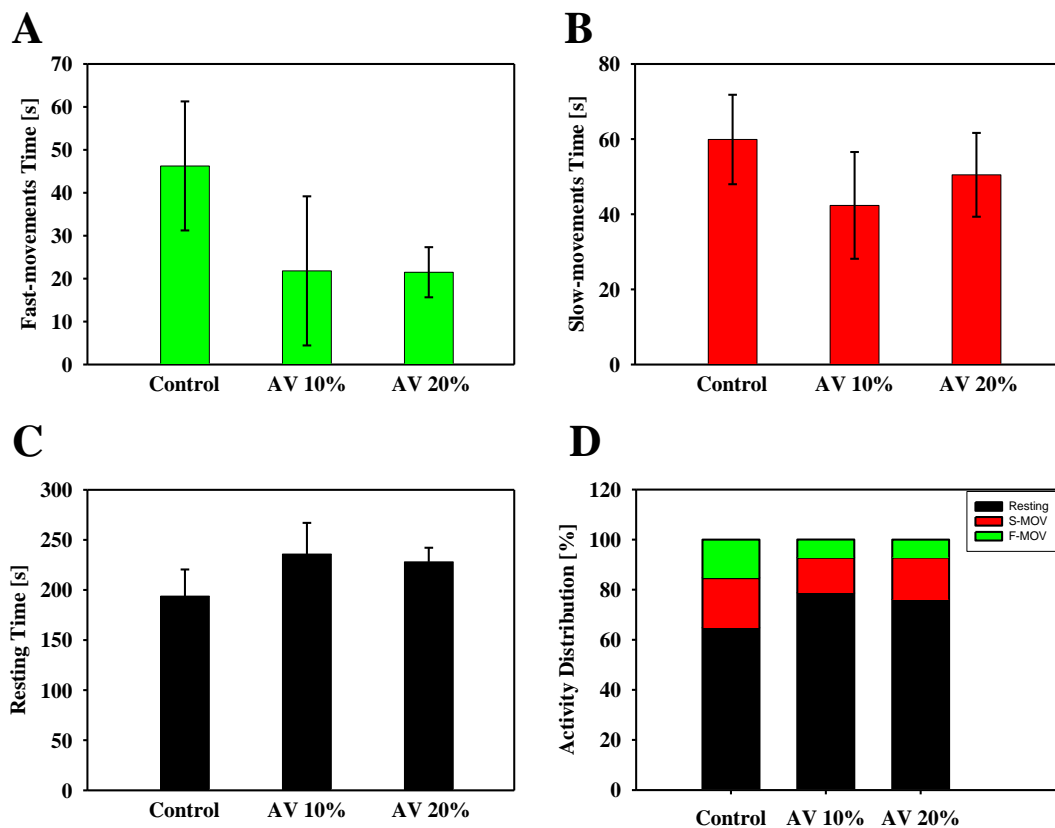 A
Fast-movements Time [s]
70
60
50
40
30
20
10
0
Control AV 10% AV 20%
B
Slow-movements Time [s]
80
60
40
20
0
Control AV 10% AV 20%
C
Resting Time [s]
300
250
200
150
100
50
0
Control AV 10% AV 20%
D
Activity Distribution [%]
120
100
80
60
40
20
0
Resting
S-MOV
F-MOV
Control AV 10% AV 20%